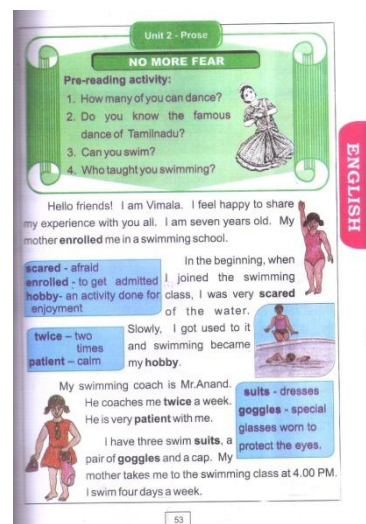 Unit 2 - Prose
NO MORE FEAR
Pre-reading activity:
1. How many of you can dance?
2. Do you know the famous
dance of Tamilnadu?
3. Can you swim?
4. Who taught you swimming?
ENGLISH
Hello friends! I am Vimala. I feel happy to share
my experience with you all. I am seven years old. My
mother enrolled me in a swimming school.
scared - afraid
enrolled - to get admitted
hobby- an activity done for
enjoyment
In the beginning, when
I joined the swimming
class, I was very scared
of the water.
Slowly, I got used to it
and swimming became
my hobby.
twice – two
times
patient – calm
My swimming coach is Mr.Anand.
He coaches me twice a week.
He is very patient with me.
suits - dresses
goggles - special
glasses worn to
protect the eyes.
I have three swim suits, a
pair of goggles and a cap. My
mother takes me to the swimming class at 4.00 PM.
I swim four days a week.
53